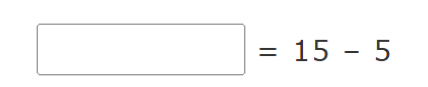 = 15 – 5